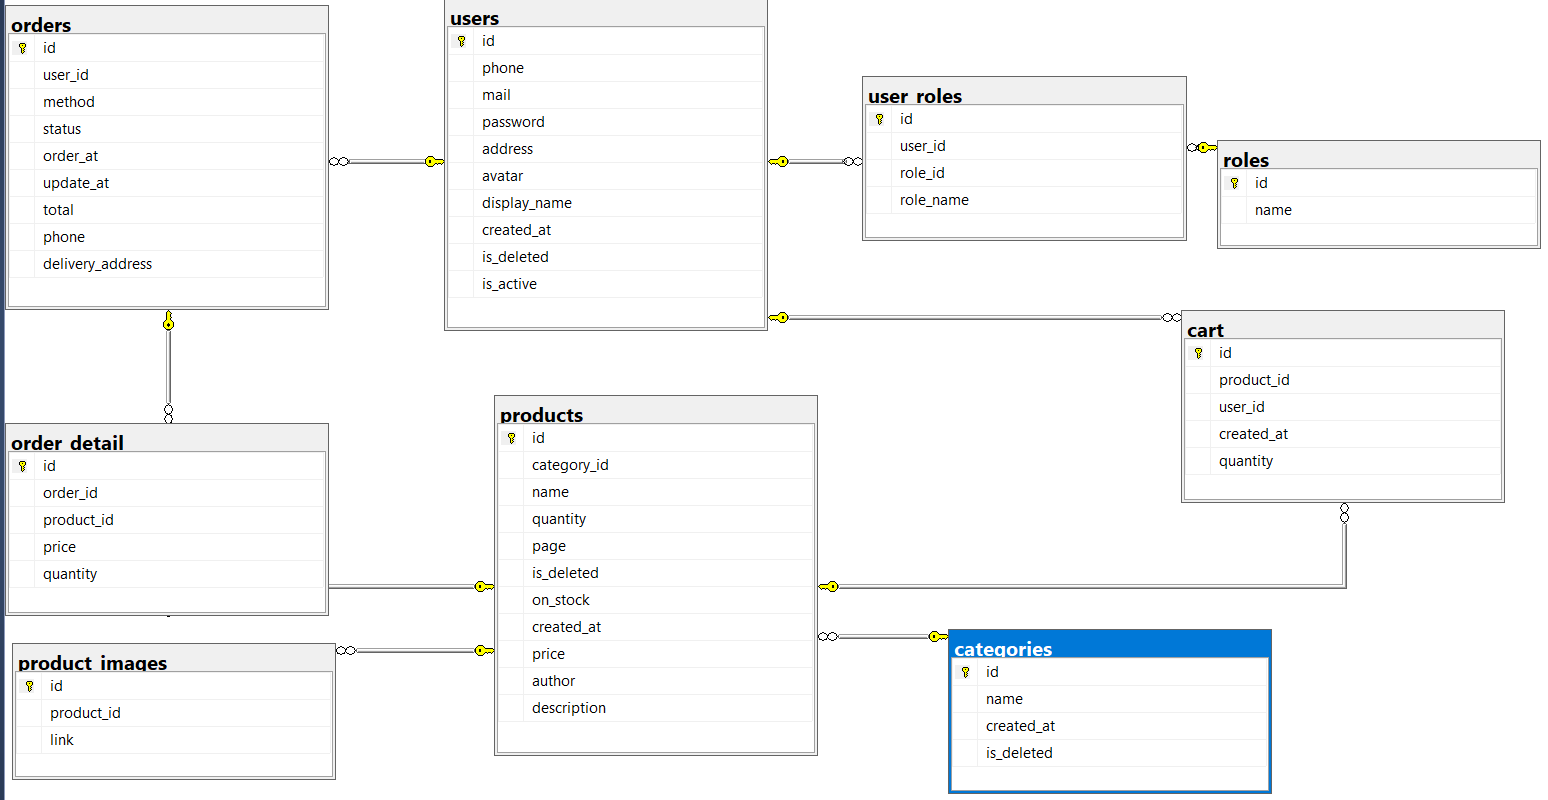 orders
id
user_id
method
status
order_at
update_at
total
phone
delivery_address
users
id
phone
mail
password
address
avatar
display_name
created_at
is_deleted
is_active
user_roles
id
user_id
role_id
role_name
roles
id
name
cart
id
product_id
user_id
created_at
quantity
order_detail
id
order_id
product_id
price
quantity
products
id
category_id
name
quantity
page
is_deleted
on_stock
created_at
price
author
description
product_images
id
product_id
link
categories
id
name
created_at
is_deleted